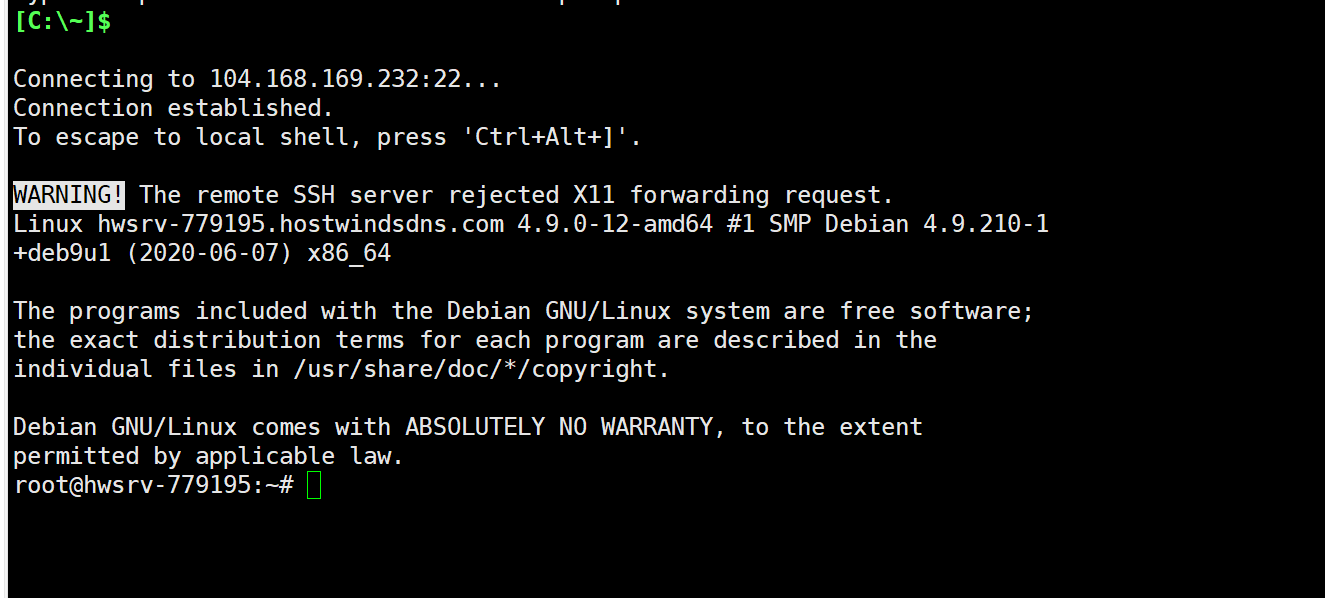 [C:\~]$
Connecting to 104.168.169.232:22...
Connection established.
To escape to local shell, press 'Ctrl+Alt+]'.
WARNING! The remote SSH server rejected X11 forwarding request.
Linux hwsrv-779195.hostwindsdns.com 4.9.0-12-amd64 #1 SMP Debian 4.9.210-1
+deb9u1 (2020-06-07) x86_64
The programs included with the Debian GNU/Linux system are free software;
the exact distribution terms for each program are described in the
individual files in /usr/share/doc/*/copyright.
Debian GNU/Linux comes with ABSOLUTELY NO WARRANTY, to the extent
permitted by applicable law.
root@hwsrv-779195:~#